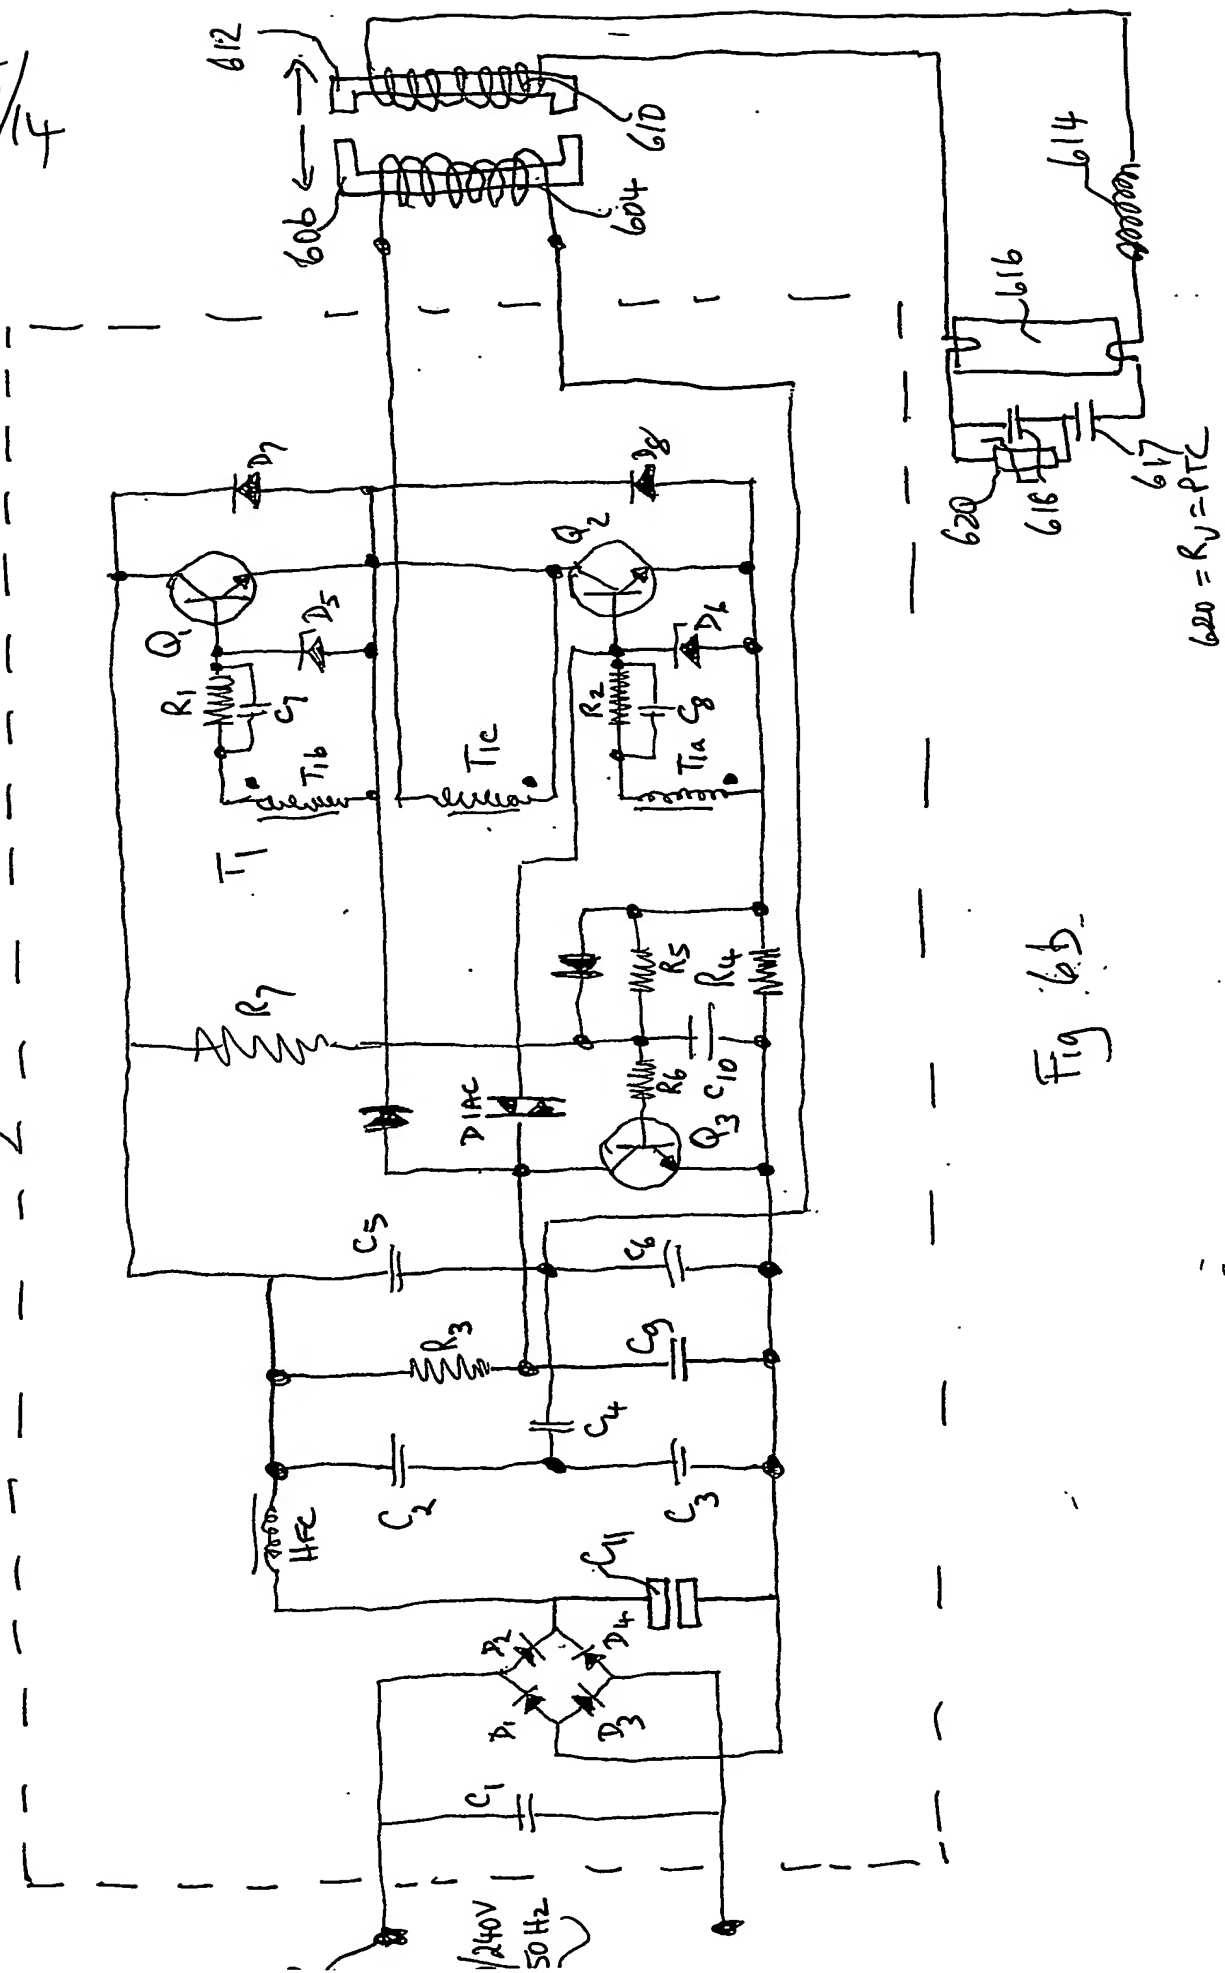 /14
612
610
606
604
614
616
617
618
620
620 = Rv = PTC
D7
D8
Q1
Q2
D5
D6
R1
C7
R2
C8
T1b
T1c
T1a
T1
R7
R5
R4
R6
C10
DIAC
Q3
C5
C6
R3
C9
C4
C2
C3
HFC
C11
D2
D4
D1
D3
C1
/240V
50Hz
Fig 6b.